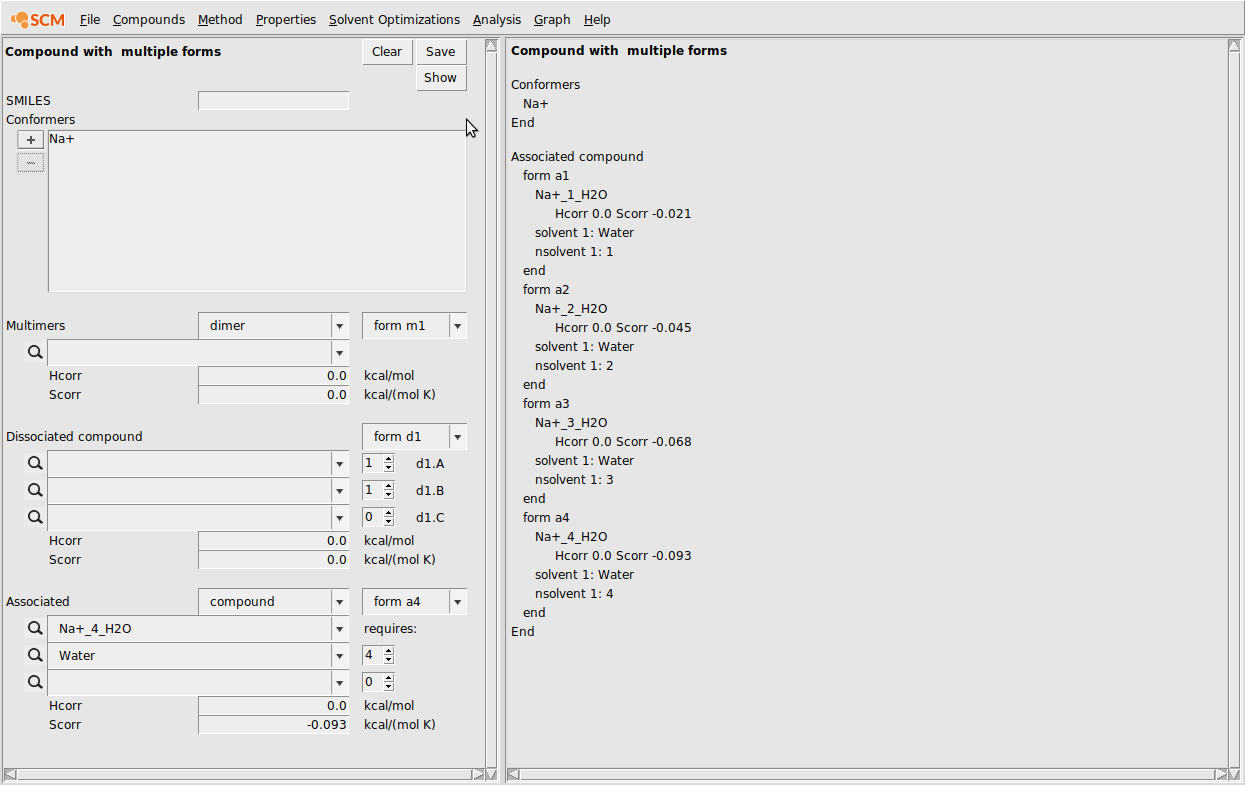 SCM File Compounds Method Properties Solvent Optimizations Analysis Graph Help
Compound with  multiple forms
Clear Save
Show
SMILES
Conformers
+ Na+
–
Multimers dimer form m1
Hcorr 0.0 kcal/mol
Scorr 0.0 kcal/(mol K)
Dissociated compound form d1
1 d1.A
1 d1.B
0 d1.C
Hcorr 0.0 kcal/mol
Scorr 0.0 kcal/(mol K)
Associated compound form a4
Na+_4_H2O requires:
Water 4
0
Hcorr 0.0 kcal/mol
Scorr -0.093 kcal/(mol K)
Compound with  multiple forms
Conformers
Na+
End
Associated compound
form a1
Na+_1_H2O
Hcorr 0.0 Scorr -0.021
solvent 1: Water
nsolvent 1: 1
end
form a2
Na+_2_H2O
Hcorr 0.0 Scorr -0.045
solvent 1: Water
nsolvent 1: 2
end
form a3
Na+_3_H2O
Hcorr 0.0 Scorr -0.068
solvent 1: Water
nsolvent 1: 3
end
form a4
Na+_4_H2O
Hcorr 0.0 Scorr -0.093
solvent 1: Water
nsolvent 1: 4
end
End